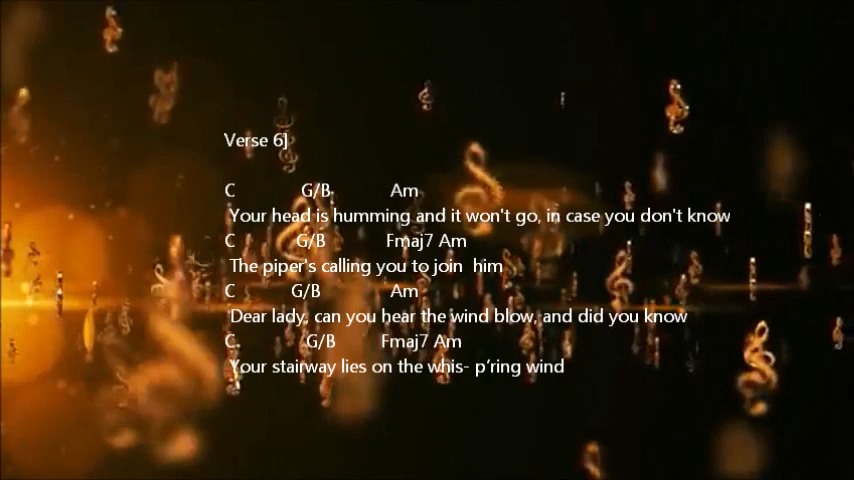 Verse 6]
C G/B Am
Your head is humming and it won't go, in case you don't know
C G/B Fmaj7 Am
The piper's calling you to join him
C G/B Am
Dear lady, can you hear the wind blow, and did you know
C G/B Fmaj7 Am
Your stairway lies on the whis- p'ring wind